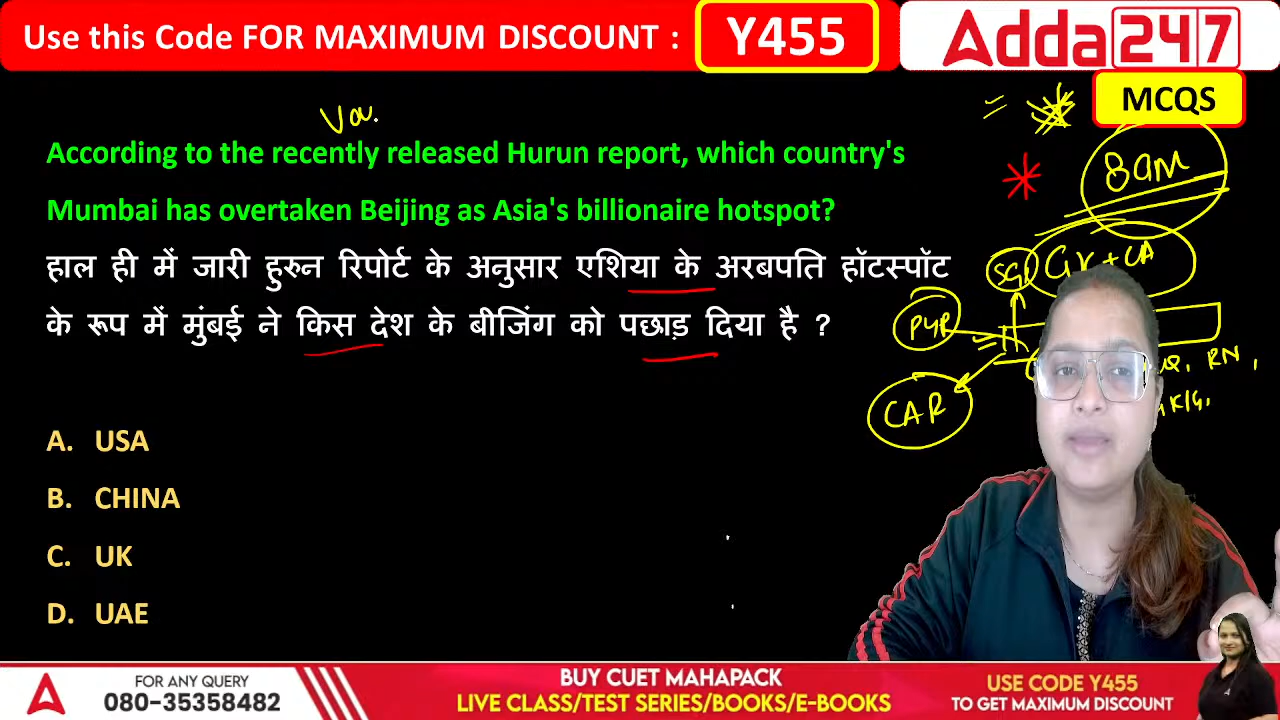 Use this Code FOR MAXIMUM DISCOUNT :
Y455
Adda247
MCQS
According to the recently released Hurun report, which country's
Mumbai has overtaken Beijing as Asia's billionaire hotspot?
8AM
हाल ही में जारी हुरुन रिपोर्ट के अनुसार एशिया के अरबपति हॉटस्पॉट
के रूप में मुंबई ने किस देश के बीजिंग को पछाड़ दिया है ?
GK + CA
PYQ
RN,
CAR
A. USA
B. CHINA
C. UK
D. UAE
FOR ANY QUERY
080-35358482
BUY CUET MAHAPACK
LIVE CLASS/TEST SERIES/BOOKS/E-BOOKS
USE CODE Y455
TO GET MAXIMUM DISCOUNT